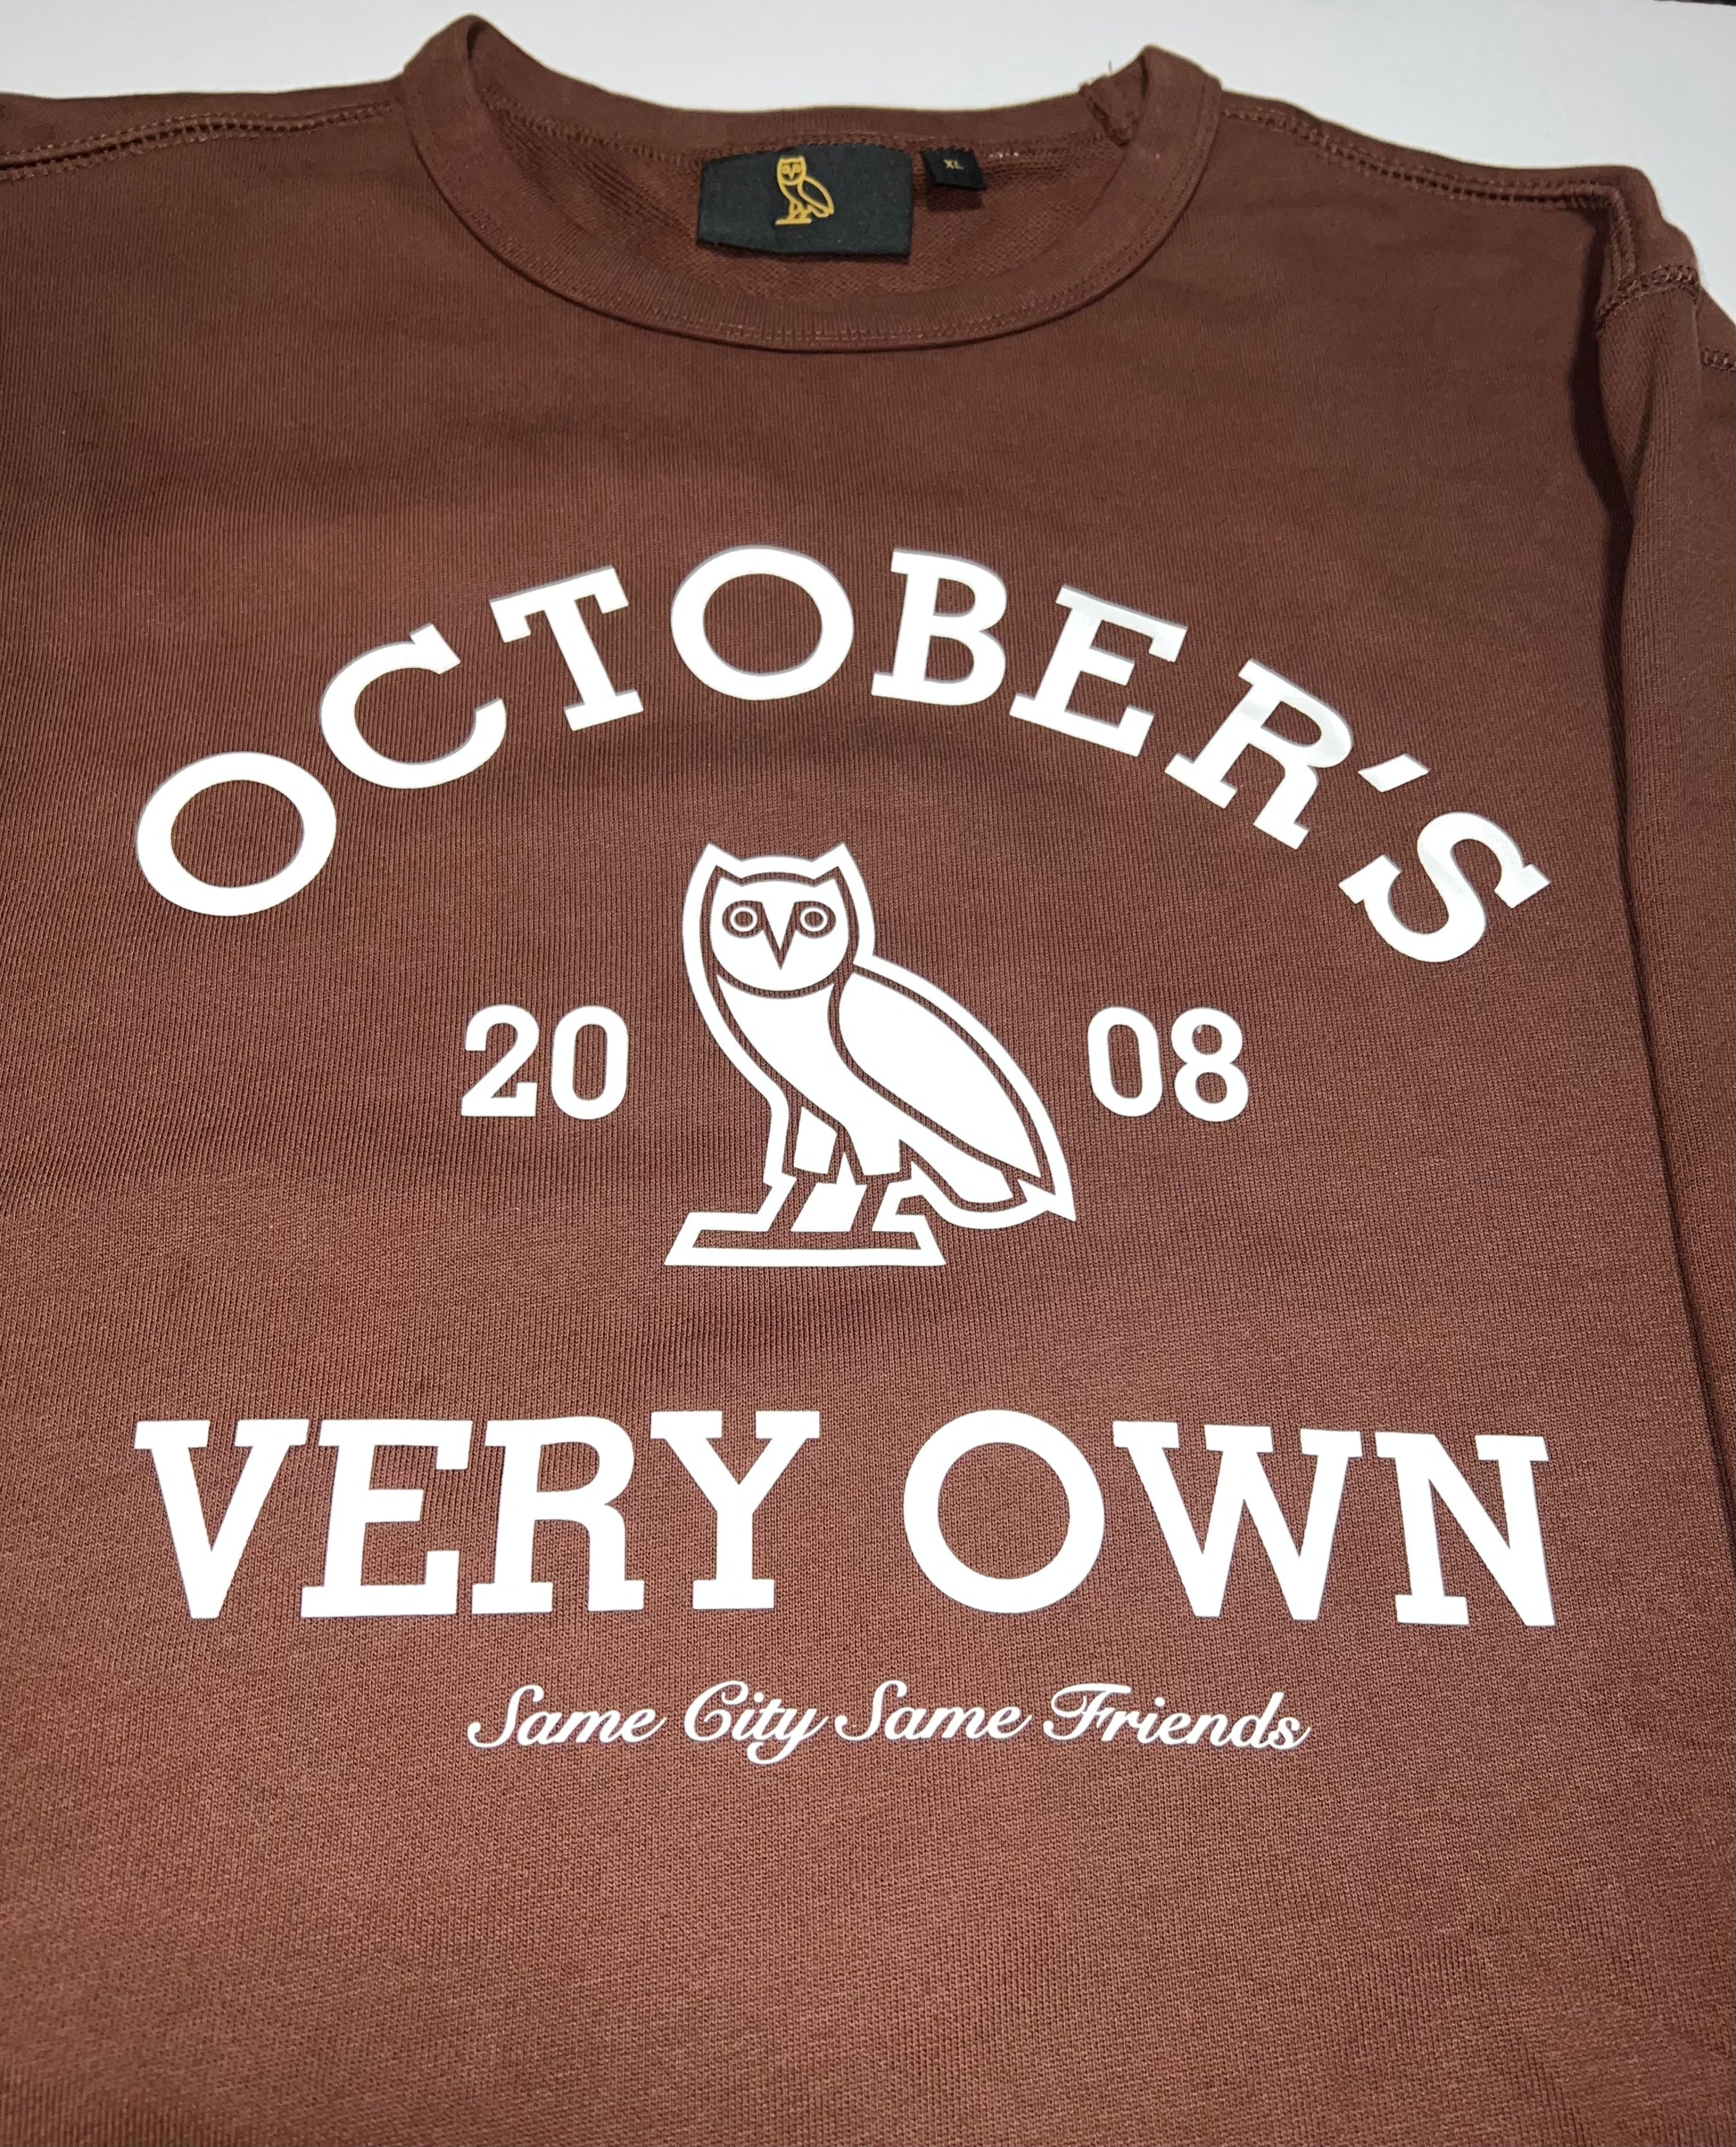 XL
OCTOBER'S
20 08
VERY OWN
Same City Same Friends